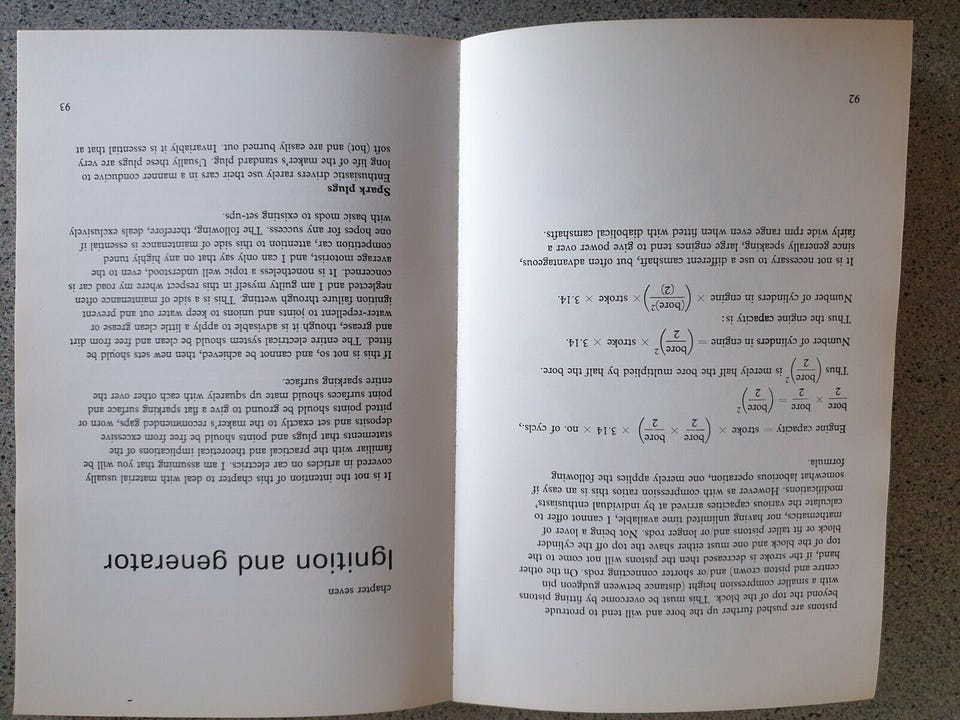 pistons are pushed further up the bore and will tend to protrude
beyond the top of the block. This must be overcome by fitting pistons
with a smaller compression height (distance between gudgeon pin
centre and piston crown) and/or shorter connecting rods. On the other
hand, if the stroke is decreased then the pistons will not come to the
top of the block and one must either shave the top off the cylinder
block or fit taller pistons and/or longer rods. Not being a lover of
mathematics, nor having unlimited time available, I cannot offer to
calculate the various capacities arrived at by individual enthusiasts'
modifications. However as with compression ratios this is an easy if
somewhat laborious operation, one merely applies the following
formula.
Engine capacity = stroke × (bore/2 × bore/2) × 3.14 × no. of cycls.,
bore/2 × bore/2 = (bore/2)²
Thus (bore/2)² is merely half the bore multiplied by half the bore.
Number of cylinders in engine = (bore/2)² × stroke × 3.14.
Thus the engine capacity is:
Number of cylinders in engine × ((bore)²/(2)) × stroke × 3.14.
It is not necessary to use a different camshaft, but often advantageous,
since generally speaking, large engines tend to give power over a
fairly wide rpm range even when fitted with diabolical camshafts.
92
chapter seven
Ignition and generator
It is not the intention of this chapter to deal with material usually
covered in articles on car electrics. I am assuming that you will be
familiar with the practical and theoretical implications of the
statements that plugs and points should be free from excessive
deposits and set exactly to the maker's recommended gaps, worn or
pitted points should be ground to give a flat sparking surface and
point surfaces should mate up squarely with each other over the
entire sparking surface.
If this is not so, and cannot be achieved, then new sets should be
fitted. The entire electrical system should be clean and free from dirt
and grease, though it is advisable to apply a little clean grease or
water-repellent to joints and unions to keep water out and prevent
ignition failure through wetting. This is a side of maintenance often
neglected and I am guilty myself in this respect where my road car is
concerned. It is nonetheless a topic well understood, even to the
average motorist, and I can only say that on any highly tuned
competition car, attention to this side of maintenance is essential if
one hopes for any success. The following, therefore, deals exclusively
with basic mods to existing set-ups.
Spark plugs
Enthusiastic drivers rarely use their cars in a manner conducive to
long life of the maker's standard plug. Usually these plugs are very
soft (hot) and are easily burned out. Invariably it is essential that at
93